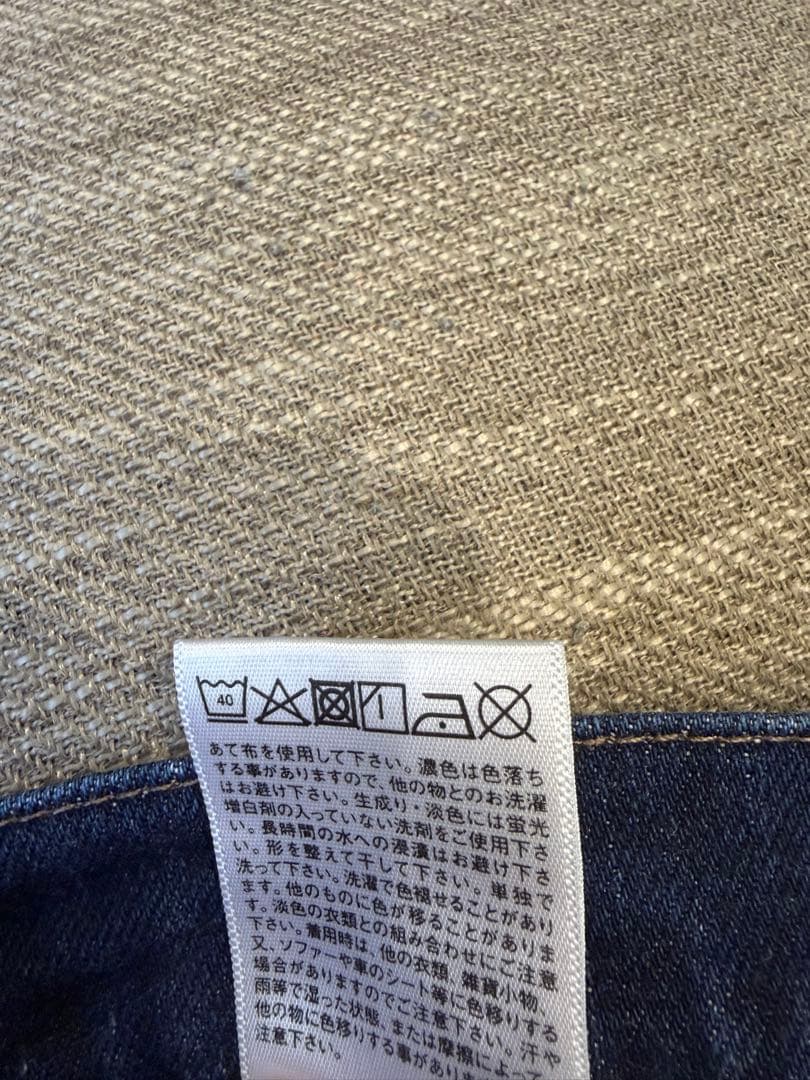 40
あて布を使用して下さい。濃色は色落ち
する事がありますので、他の物とのお洗濯
はお避け下さい。生成り・淡色には蛍光
増白剤の入っていない洗剤をご使用下さ
い。長時間の水への浸漬はお避け下さ
い。形を整えて干して下さい。単独で
洗って下さい。洗濯で色褪せることがあり
ます。他のものに色が移ることがありま
す。淡色の衣類との組み合わせにご注意
下さい。着用時は、他の衣類、雑貨小物、
又、ソファーや車のシート等に色移りする
場合がありますのでご注意下さい。汗や
雨等で湿った状態、または摩擦によって
他の物に色移りする事がありま
注意下さい。